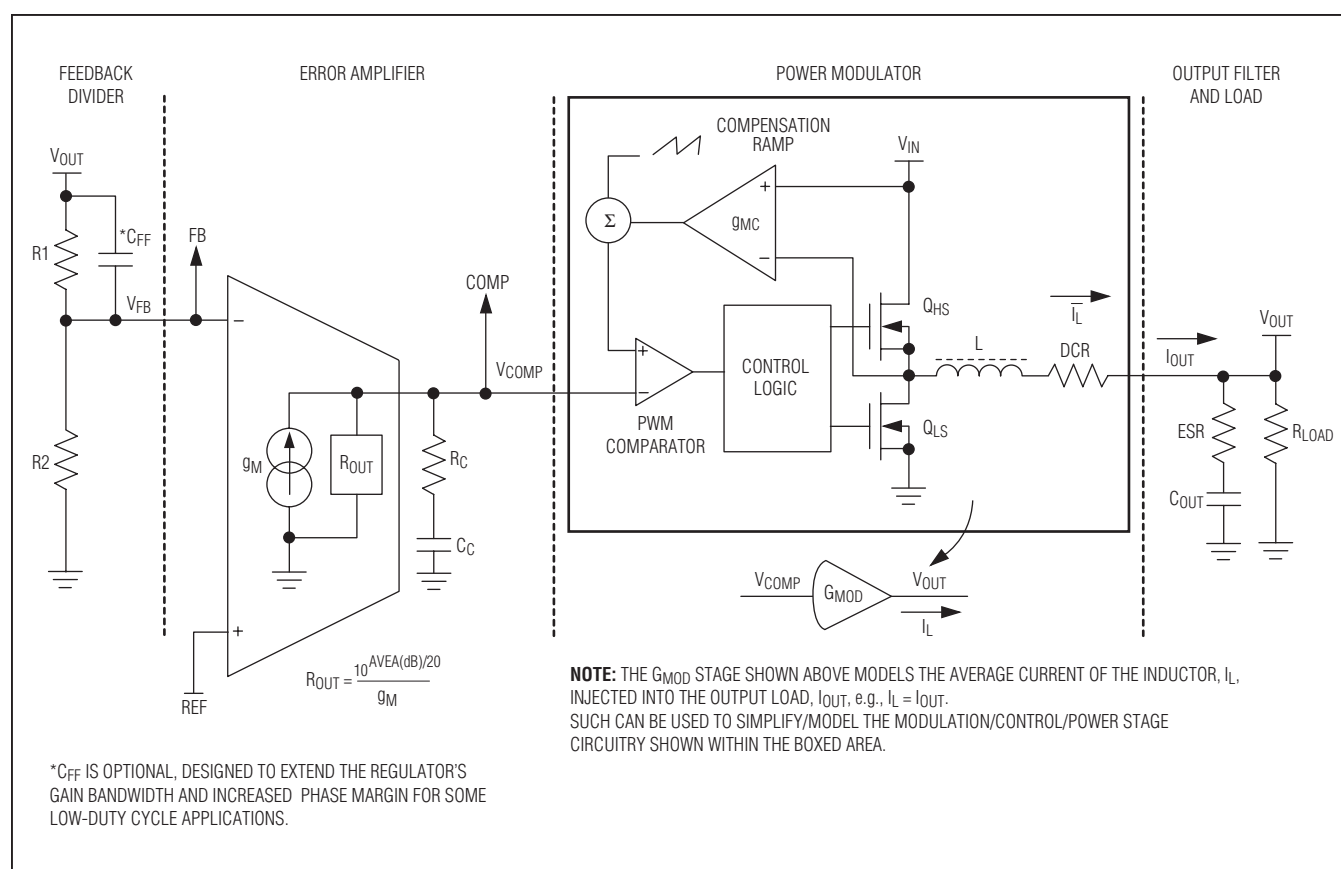 FEEDBACK
DIVIDER
ERROR AMPLIFIER
POWER MODULATOR
OUTPUT FILTER
AND LOAD
VOUT
R1
*CFF
FB
VFB
R2
COMP
VCOMP
gM
ROUT
RC
CC
REF
ROUT = 10^AVEA(dB)/20
gM
COMPENSATION
RAMP
VIN
Σ
gMC
+
−
QHS
+
−
PWM
COMPARATOR
CONTROL
LOGIC
QLS
L
IL
DCR
IOUT
VOUT
ESR
COUT
RLOAD
−
+
VCOMP
GMOD
VOUT
IL
NOTE: THE GMOD STAGE SHOWN ABOVE MODELS THE AVERAGE CURRENT OF THE INDUCTOR, IL,
INJECTED INTO THE OUTPUT LOAD, IOUT, e.g., IL = IOUT.
SUCH CAN BE USED TO SIMPLIFY/MODEL THE MODULATION/CONTROL/POWER STAGE
CIRCUITRY SHOWN WITHIN THE BOXED AREA.
*CFF IS OPTIONAL, DESIGNED TO EXTEND THE REGULATOR'S
GAIN BANDWIDTH AND INCREASED PHASE MARGIN FOR SOME
LOW-DUTY CYCLE APPLICATIONS.